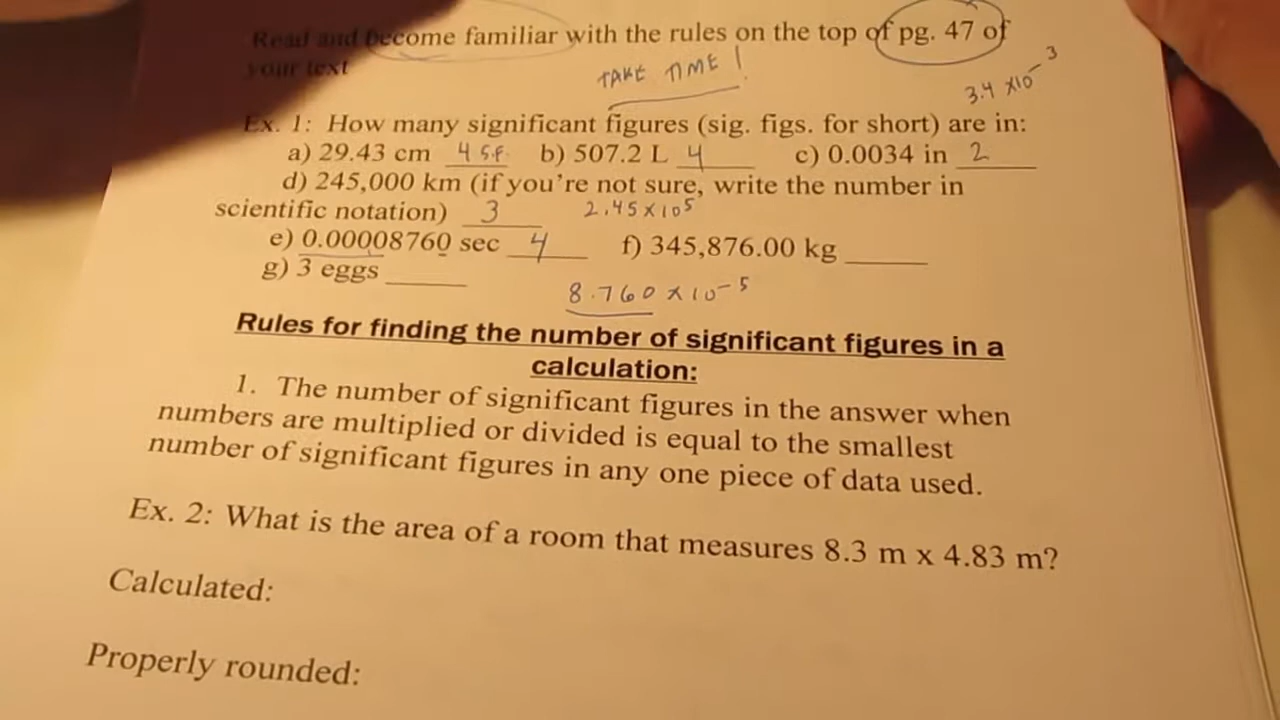 Read and become familiar with the rules on the top of pg. 47 of
your text
TAKE TIME!
3.4 x10⁻³
Ex. 1: How many significant figures (sig. figs. for short) are in:
a) 29.43 cm 4 S.F. b) 507.2 L 4 c) 0.0034 in 2
d) 245,000 km (if you're not sure, write the number in
scientific notation) 3 2.45 x 10⁵
e) 0.00008760 sec 4 f) 345,876.00 kg ______
g) 3 eggs ______
8.760 x 10⁻⁵
Rules for finding the number of significant figures in a
calculation:
1. The number of significant figures in the answer when
numbers are multiplied or divided is equal to the smallest
number of significant figures in any one piece of data used.
Ex. 2: What is the area of a room that measures 8.3 m x 4.83 m?
Calculated:
Properly rounded: